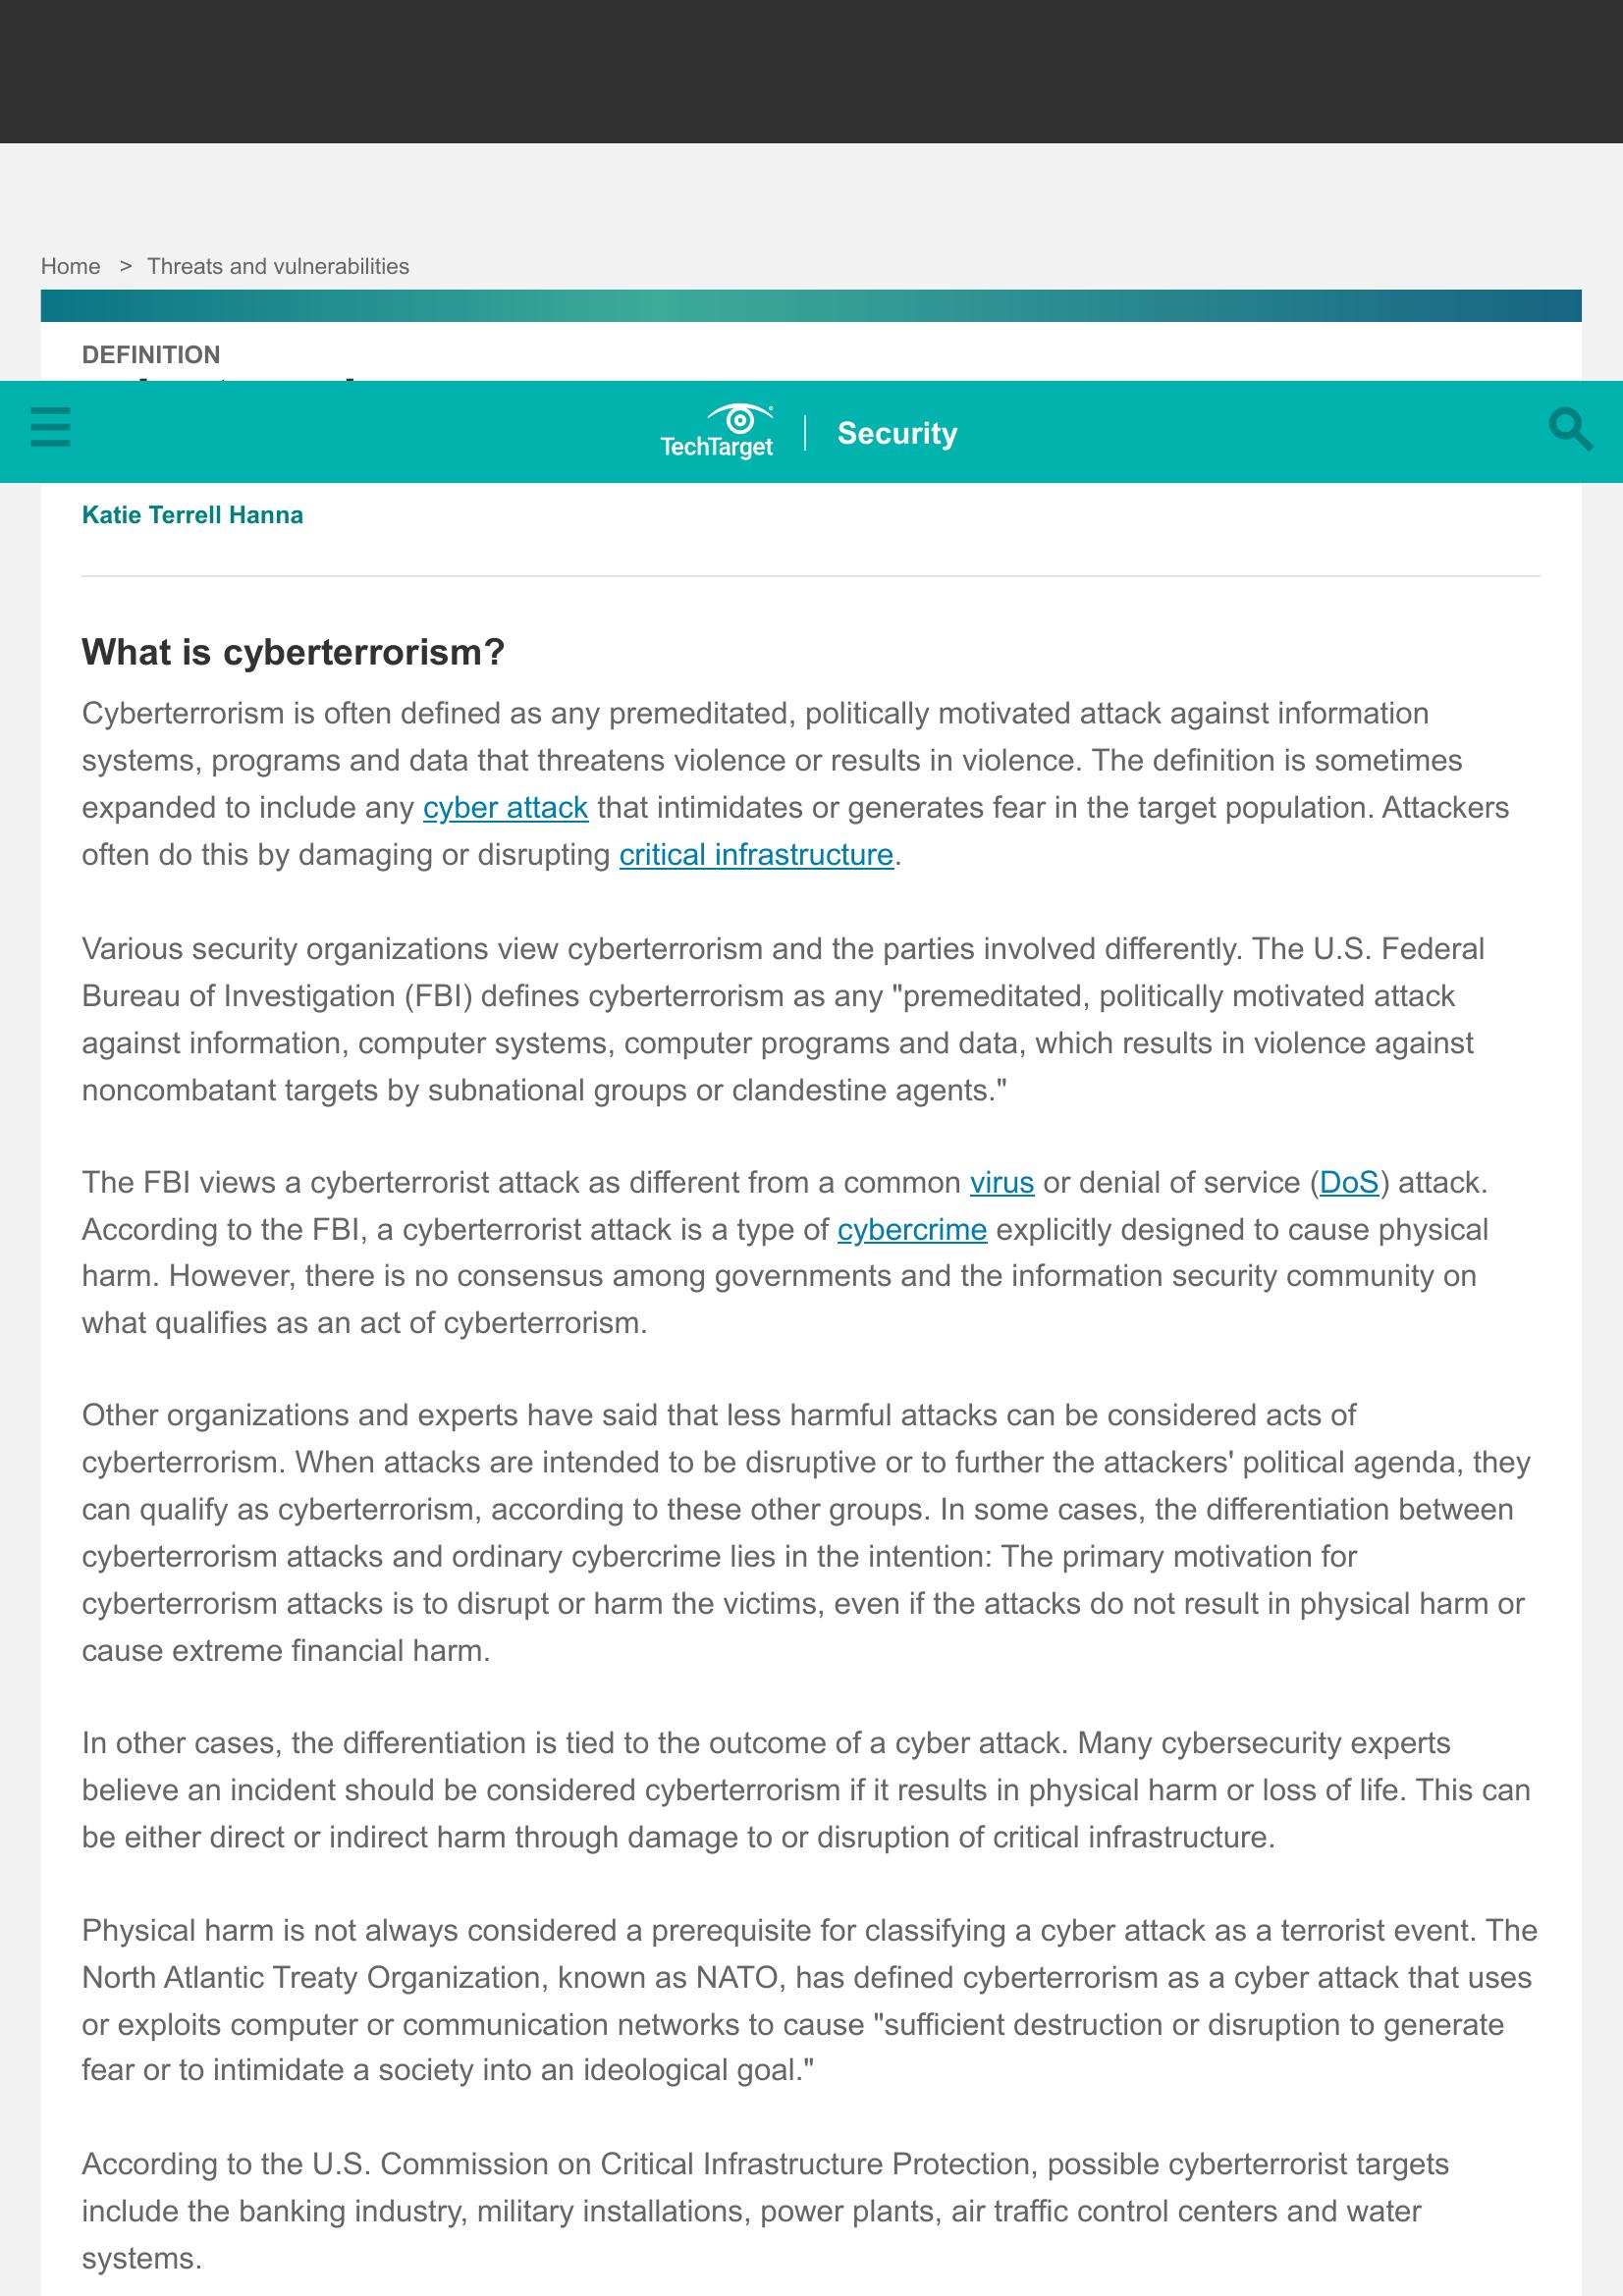 Home > Threats and vulnerabilities
DEFINITION
TechTarget | Security
Katie Terrell Hanna
What is cyberterrorism?
Cyberterrorism is often defined as any premeditated, politically motivated attack against information
systems, programs and data that threatens violence or results in violence. The definition is sometimes
expanded to include any cyber attack that intimidates or generates fear in the target population. Attackers
often do this by damaging or disrupting critical infrastructure.
Various security organizations view cyberterrorism and the parties involved differently. The U.S. Federal
Bureau of Investigation (FBI) defines cyberterrorism as any "premeditated, politically motivated attack
against information, computer systems, computer programs and data, which results in violence against
noncombatant targets by subnational groups or clandestine agents."
The FBI views a cyberterrorist attack as different from a common virus or denial of service (DoS) attack.
According to the FBI, a cyberterrorist attack is a type of cybercrime explicitly designed to cause physical
harm. However, there is no consensus among governments and the information security community on
what qualifies as an act of cyberterrorism.
Other organizations and experts have said that less harmful attacks can be considered acts of
cyberterrorism. When attacks are intended to be disruptive or to further the attackers' political agenda, they
can qualify as cyberterrorism, according to these other groups. In some cases, the differentiation between
cyberterrorism attacks and ordinary cybercrime lies in the intention: The primary motivation for
cyberterrorism attacks is to disrupt or harm the victims, even if the attacks do not result in physical harm or
cause extreme financial harm.
In other cases, the differentiation is tied to the outcome of a cyber attack. Many cybersecurity experts
believe an incident should be considered cyberterrorism if it results in physical harm or loss of life. This can
be either direct or indirect harm through damage to or disruption of critical infrastructure.
Physical harm is not always considered a prerequisite for classifying a cyber attack as a terrorist event. The
North Atlantic Treaty Organization, known as NATO, has defined cyberterrorism as a cyber attack that uses
or exploits computer or communication networks to cause "sufficient destruction or disruption to generate
fear or to intimidate a society into an ideological goal."
According to the U.S. Commission on Critical Infrastructure Protection, possible cyberterrorist targets
include the banking industry, military installations, power plants, air traffic control centers and water
systems.